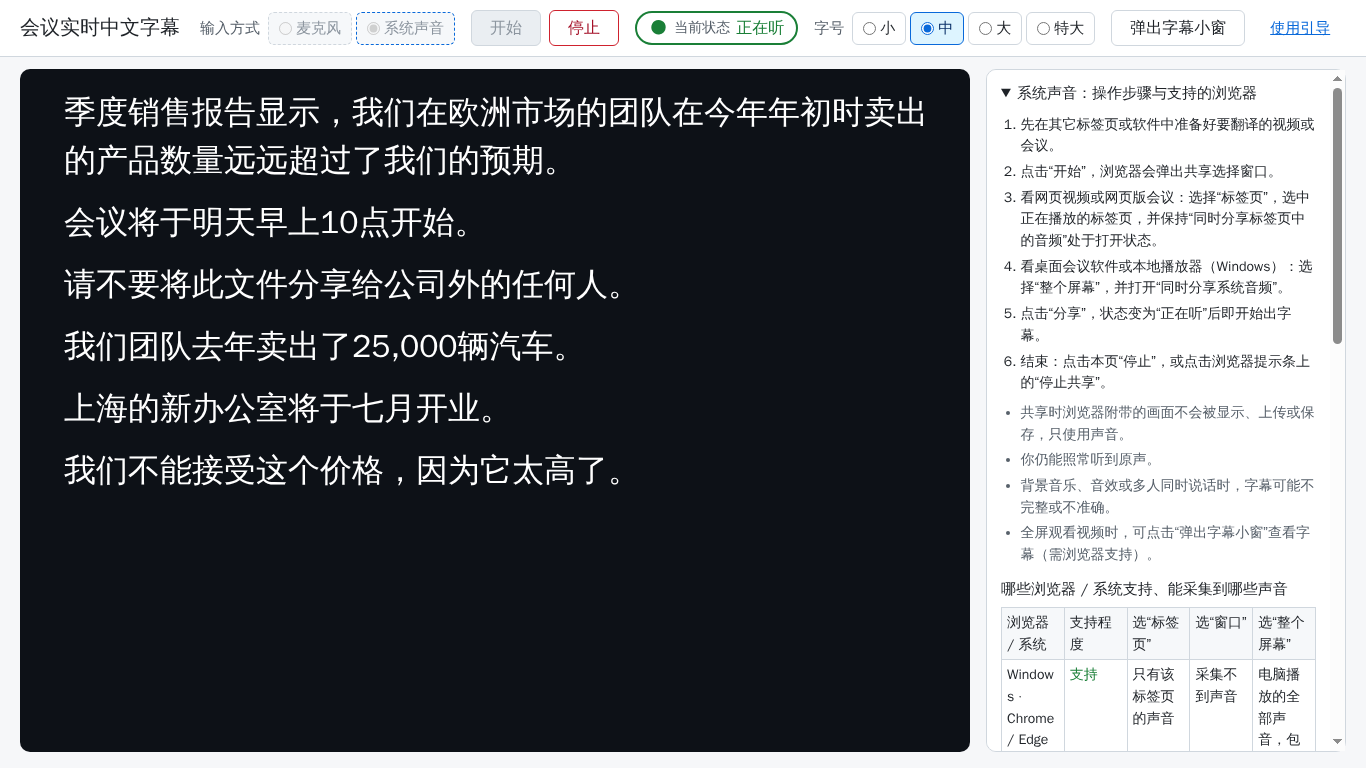 会议实时中文字幕 输入方式 麦克风 系统声音 开始 停止 当前状态 正在听 字号 小 中 大 特大 弹出字幕小窗 使用引导
季度销售报告显示，我们在欧洲市场的团队在今年年初时卖出
的产品数量远远超过了我们的预期。
会议将于明天早上10点开始。
请不要将此文件分享给公司外的任何人。
我们团队去年卖出了25,000辆汽车。
上海的新办公室将于七月开业。
我们不能接受这个价格，因为它太高了。
▼ 系统声音：操作步骤与支持的浏览器
1. 先在其它标签页或软件中准备好要翻译的视频或
会议。
2. 点击“开始”，浏览器会弹出共享选择窗口。
3. 看网页视频或网页版会议：选择“标签页”，选中
正在播放的标签页，并保持“同时分享标签页中
的音频”处于打开状态。
4. 看桌面会议软件或本地播放器（Windows）：选
择“整个屏幕”，并打开“同时分享系统音频”。
5. 点击“分享”，状态变为“正在听”后即开始出字
幕。
6. 结束：点击本页“停止”，或点击浏览器提示条上
的“停止共享”。
• 共享时浏览器附带的画面不会被显示、上传或保
存，只使用声音。
• 你仍能照常听到原声。
• 背景音乐、音效或多人同时说话时，字幕可能不
完整或不准确。
• 全屏观看视频时，可点击“弹出字幕小窗”查看字
幕（需浏览器支持）。
哪些浏览器 / 系统支持、能采集到哪些声音
浏览器 支持程 选“标签 选“窗口” 选“整个
/ 系统 度 页” 屏幕”
Window 支持 只有该 采集不 电脑播
s · 标签页 到声音 放的全
Chrome 的声音 部声
/ Edge 音，包